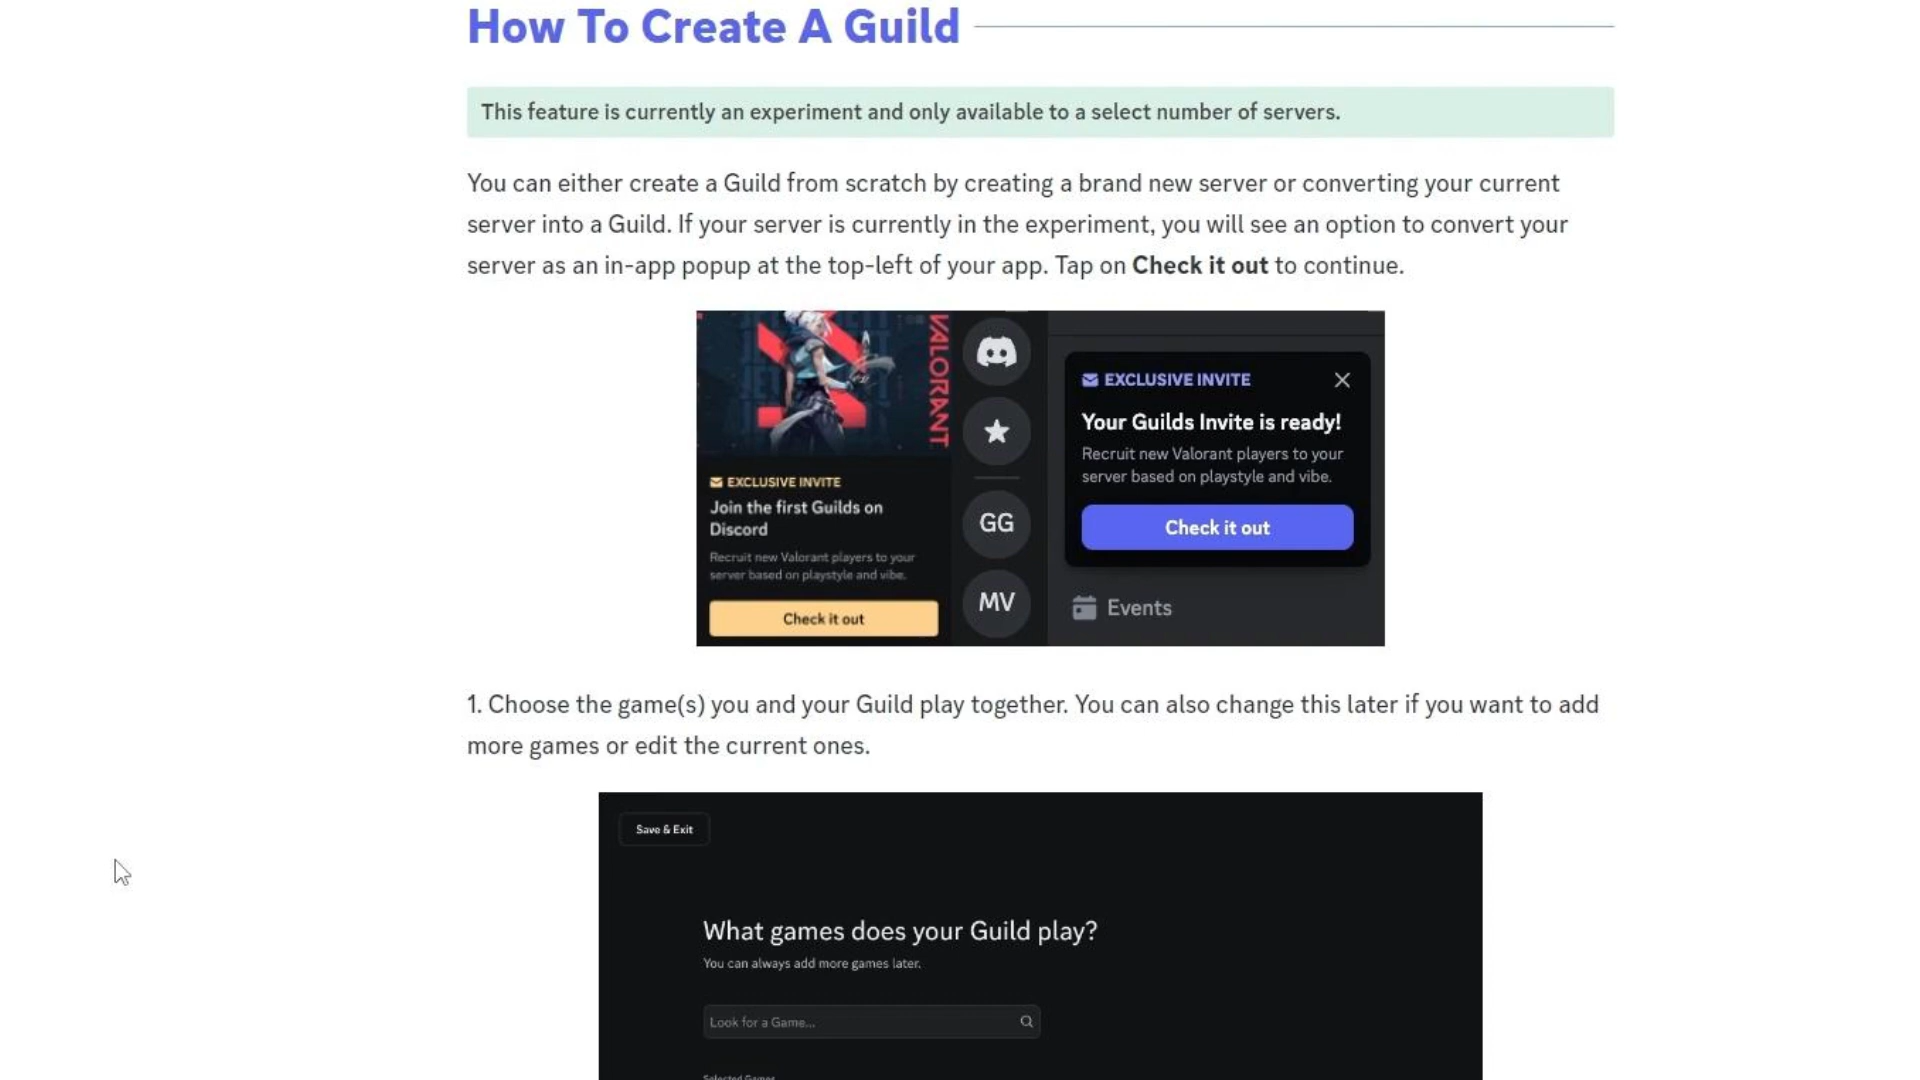 How To Create A Guild
This feature is currently an experiment and only available to a select number of servers.
You can either create a Guild from scratch by creating a brand new server or converting your current
server into a Guild. If your server is currently in the experiment, you will see an option to convert your
server as an in-app popup at the top-left of your app. Tap on Check it out to continue.
VALORANT
EXCLUSIVE INVITE
Join the first Guilds on
Discord
Recruit new Valorant players to your
server based on playstyle and vibe.
Check it out
GG
MV
EXCLUSIVE INVITE
Your Guilds Invite is ready!
Recruit new Valorant players to your
server based on playstyle and vibe.
Check it out
Events
1. Choose the game(s) you and your Guild play together. You can also change this later if you want to add
more games or edit the current ones.
Save & Exit
What games does your Guild play?
You can always add more games later.
Look for a Game...
Selected Games